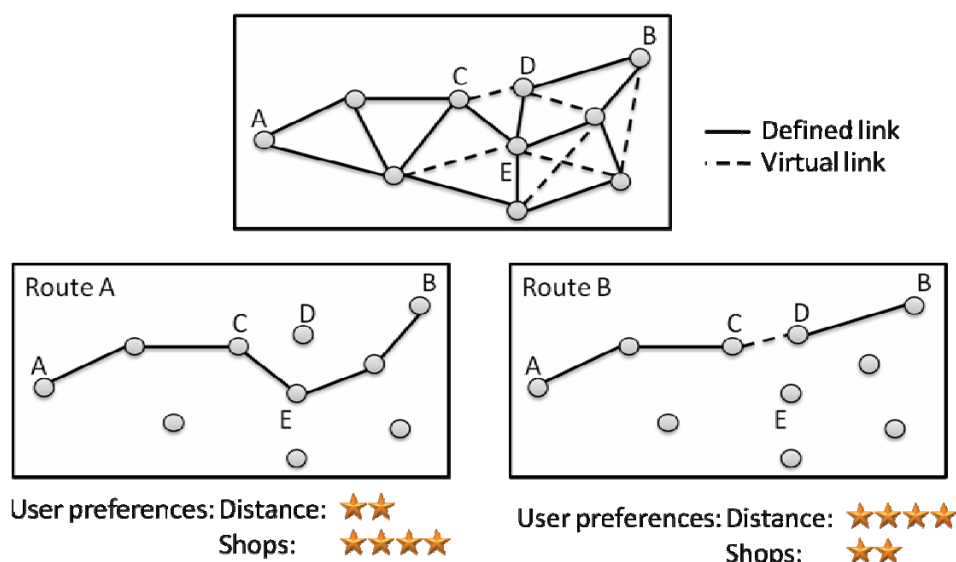 B
D
C
A
E
Defined link
Virtual link
Route A
B
D
C
A
E
User preferences: Distance:
Shops:
Route B
B
D
C
A
E
User preferences: Distance:
Shops: